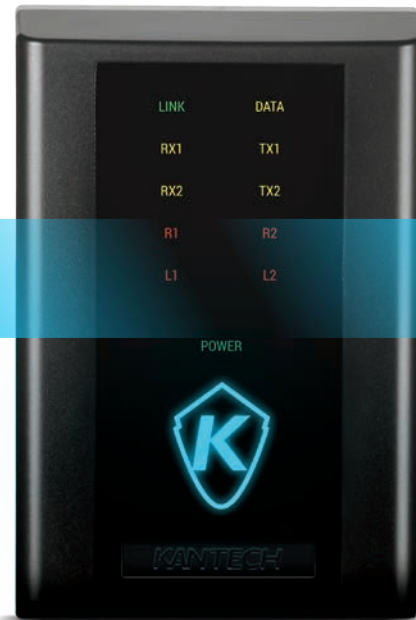 LINK DATA
RX1 TX1
RX2 TX2
R1 R2
L1 L2
POWER
K
KANTECH